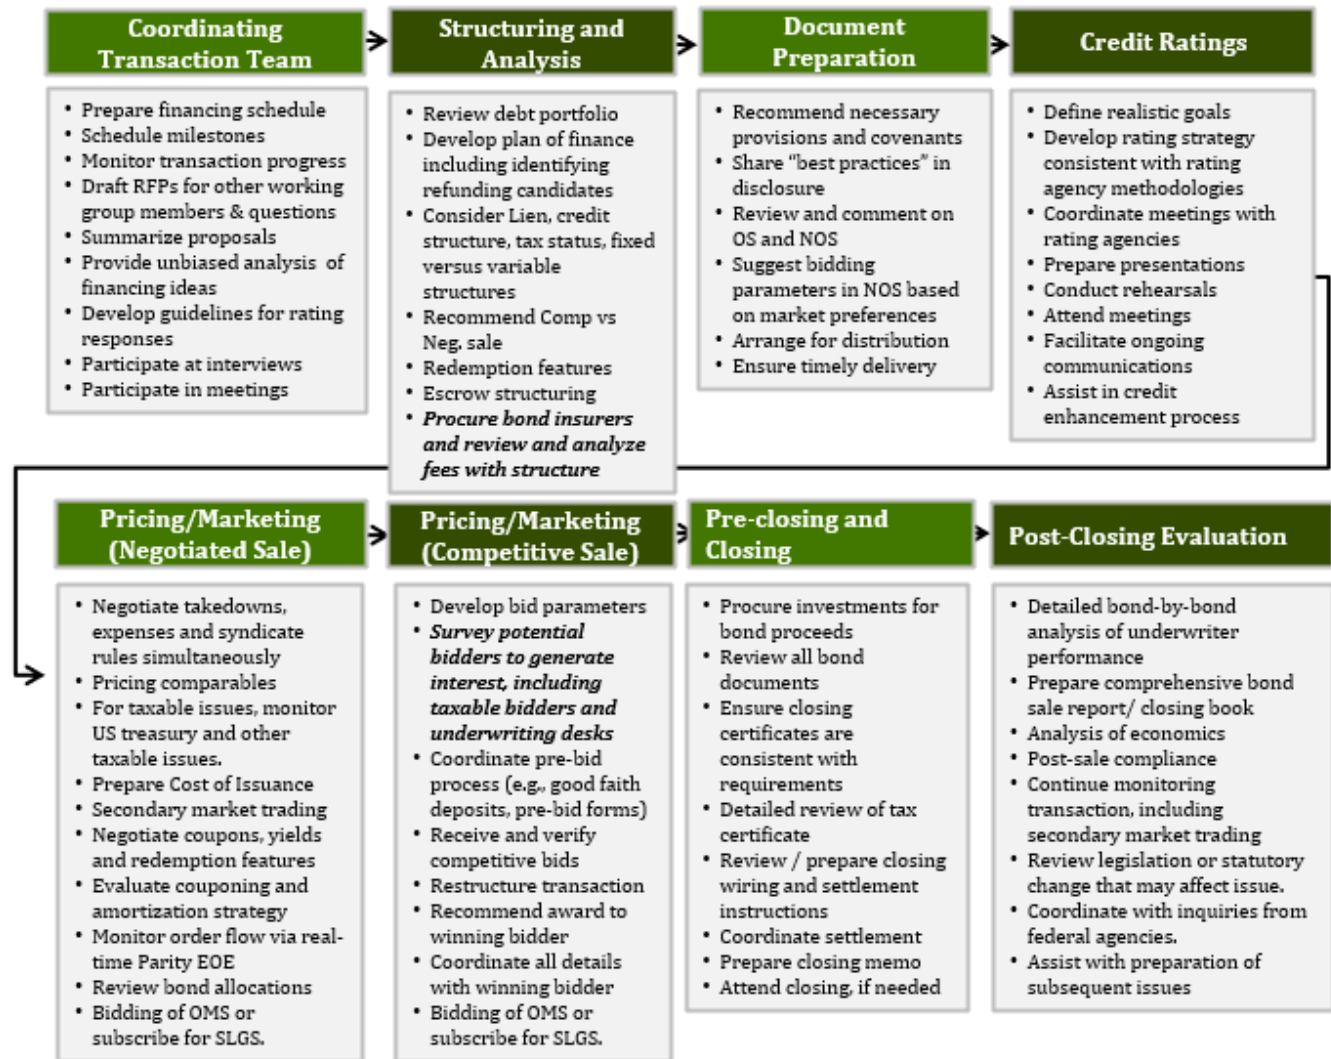 Coordinating
Transaction Team
• Prepare financing schedule
• Schedule milestones
• Monitor transaction progress
• Draft RFPs for other working
group members & questions
• Summarize proposals
• Provide unbiased analysis of
financing ideas
• Develop guidelines for rating
responses
• Participate at interviews
• Participate in meetings
Structuring and
Analysis
• Review debt portfolio
• Develop plan of finance
including identifying
refunding candidates
• Consider Lien, credit
structure, tax status, fixed
versus variable
structures
• Recommend Comp vs
Neg, sale
• Redemption features
• Escrow structuring
• Procure bond insurers
and review and analyze
fees with structure
Document
Preparation
• Recommend necessary
provisions and covenants
• Share “best practices” in
disclosure
• Review and comment on
OS and NOS
• Suggest bidding
parameters in NOS based
on market preferences
• Arrange for distribution
• Ensure timely delivery
Credit Ratings
• Define realistic goals
• Develop rating strategy
consistent with rating
agency methodologies
• Coordinate meetings with
rating agencies
• Prepare presentations
• Conduct rehearsals
• Attend meetings
• Facilitate ongoing
communications
• Assist in credit
enhancement process
Pricing/Marketing
(Negotiated Sale)
• Negotiate takedowns,
expenses and syndicate
rules simultaneously
• Pricing comparables
• For taxable issues, monitor
US treasury and other
taxable issues.
• Prepare Cost of Issuance
• Secondary market trading
• Negotiate coupons, yields
and redemption features
• Evaluate couponing and
amortization strategy
• Monitor order flow via real-
time Parity EOE
• Review bond allocations
• Bidding of OMS or
subscribe for SLGS.
Pricing/Marketing
(Competitive Sale)
• Develop bid parameters
• Survey potential
bidders to generate
interest, including
taxable bidders and
underwriting desks
• Coordinate pre-bid
process (e.g., good faith
deposits, pre-bid forms)
• Receive and verify
competitive bids
• Restructure transaction
• Recommend award to
winning bidder
• Coordinate all details
with winning bidder
• Bidding of OMS or
subscribe for SLGS.
Pre-closing and
Closing
• Procure investments for
bond proceeds
• Review all bond
documents
• Ensure closing
certificates are
consistent with
requirements
• Detailed review of tax
certificate
• Review / prepare closing
wiring and settlement
instructions
• Coordinate settlement
• Prepare closing memo
• Attend closing, if needed
Post-Closing Evaluation
• Detailed bond-by-bond
analysis of underwriter
performance
• Prepare comprehensive bond
sale report/ closing book
• Analysis of economics
• Post-sale compliance
• Continue monitoring
transaction, including
secondary market trading
• Review legislation or statutory
change that may affect issue.
• Coordinate with inquiries from
federal agencies.
• Assist with preparation of
subsequent issues